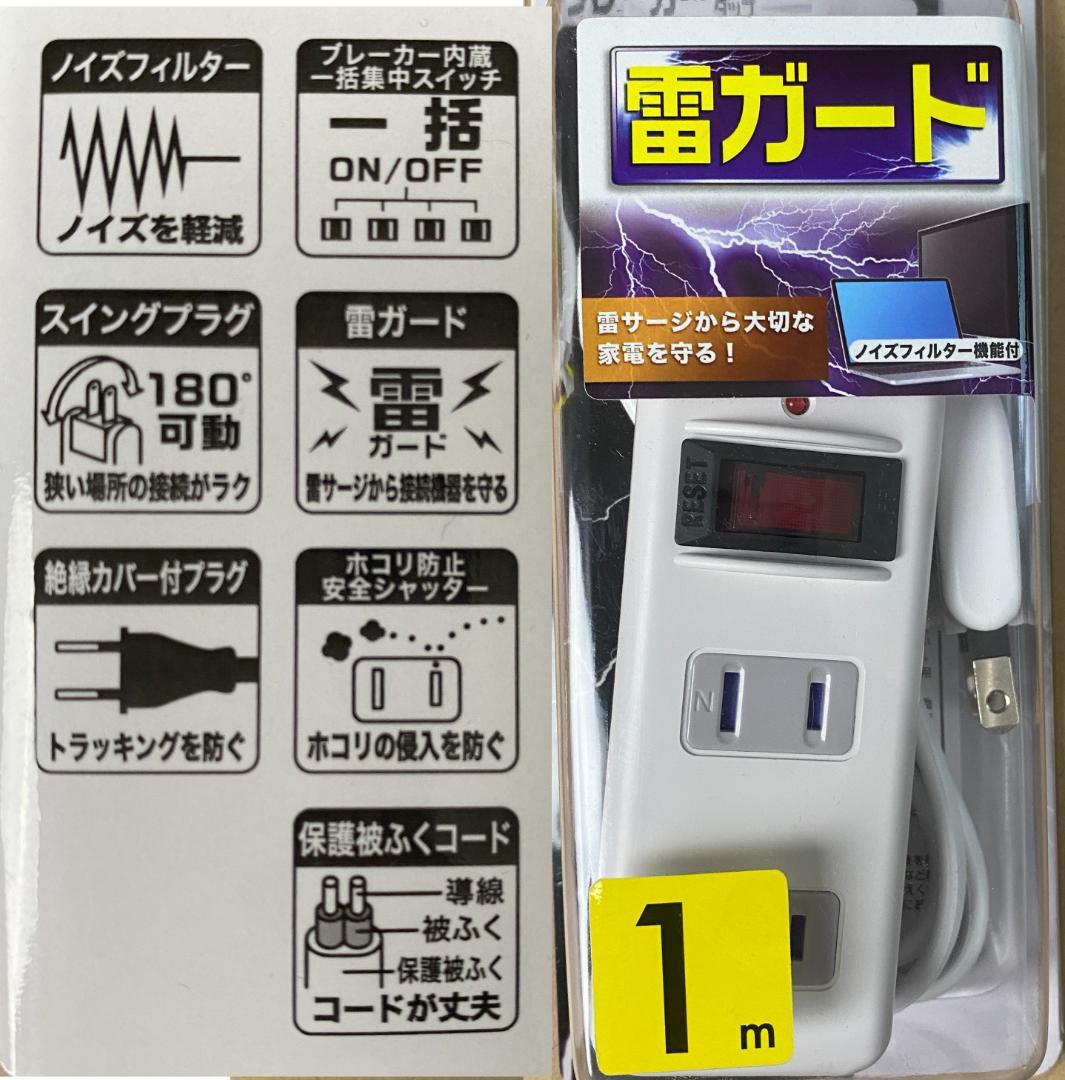 ノイズフィルター
ノイズを軽減
ブレーカー内蔵
一括集中スイッチ
一括
ON/OFF
スイングプラグ
180°
可動
狭い場所の接続がラク
雷ガード
雷
ガード
雷サージから接続機器を守る
絶縁カバー付プラグ
トラッキングを防ぐ
ホコリ防止
安全シャッター
ホコリの侵入を防ぐ
保護被ふくコード
導線
被ふく
保護被ふく
コードが丈夫
雷ガード
雷サージから大切な
家電を守る！
ノイズフィルター機能付
RESET
N
1m